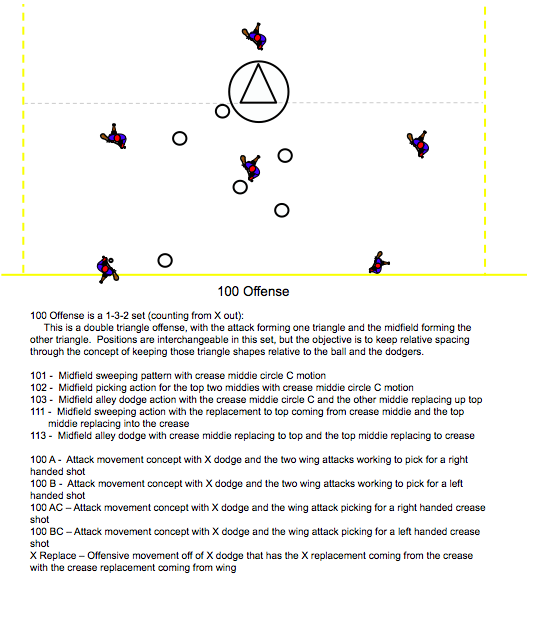 100 Offense
100 Offense is a 1-3-2 set (counting from X out):
This is a double triangle offense, with the attack forming one triangle and the midfield forming the
other triangle.  Positions are interchangeable in this set, but the objective is to keep relative spacing
through the concept of keeping those triangle shapes relative to the ball and the dodgers.
101 -  Midfield sweeping pattern with crease middie circle C motion
102 -  Midfield picking action for the top two middies with crease middie C motion
103 -  Midfield alley dodge action with the crease middie circle C and the other middie replacing up top
111 -  Midfield sweeping action with the replacement to top coming from crease middie and the top
middie replacing into the crease
113 -  Midfield alley dodge with crease middie replacing to top and the top middie replacing to crease
100 A -  Attack movement concept with X dodge and the two wing attacks working to pick for a right
handed shot
100 B -  Attack movement concept with X dodge and the two wing attacks working to pick for a left
handed shot
100 AC – Attack movement concept with X dodge and the wing attack picking for a right handed crease
shot
100 BC – Attack movement concept with X dodge and the wing attack picking for a left handed crease
shot
X Replace – Offensive movement off of X dodge that has the X replacement coming from the crease
with the crease replacement coming from wing